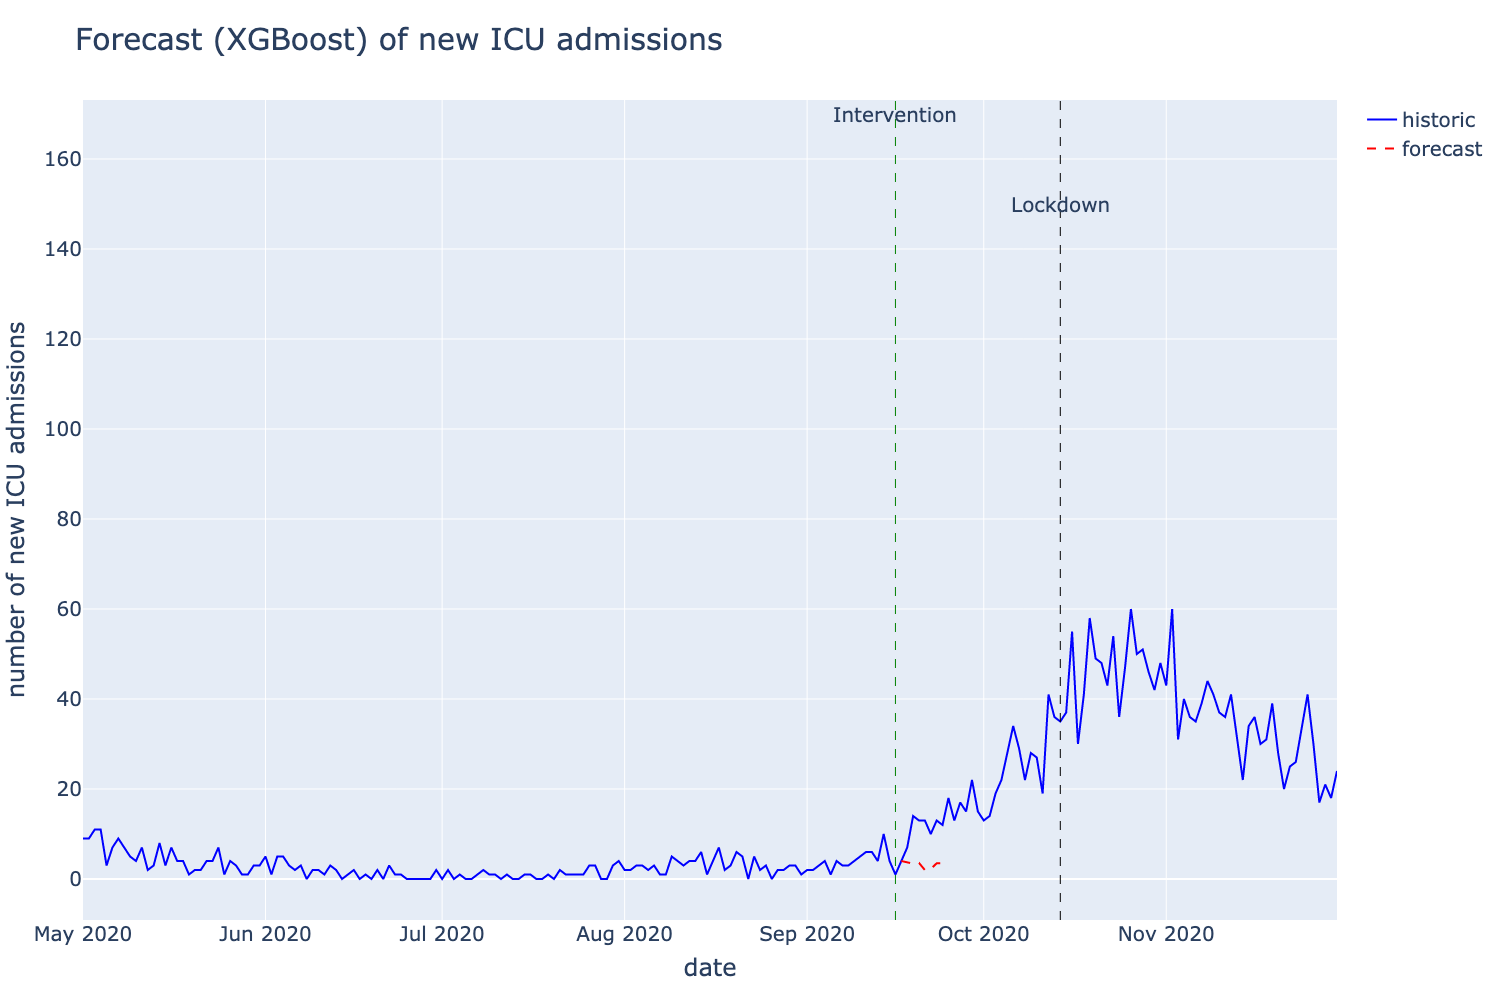 Forecast (XGBoost) of new ICU admissions
Intervention
historic
forecast
Lockdown
160
140
120
100
80
60
40
20
0
number of new ICU admissions
May 2020
Jun 2020
Jul 2020
Aug 2020
Sep 2020
Oct 2020
Nov 2020
date